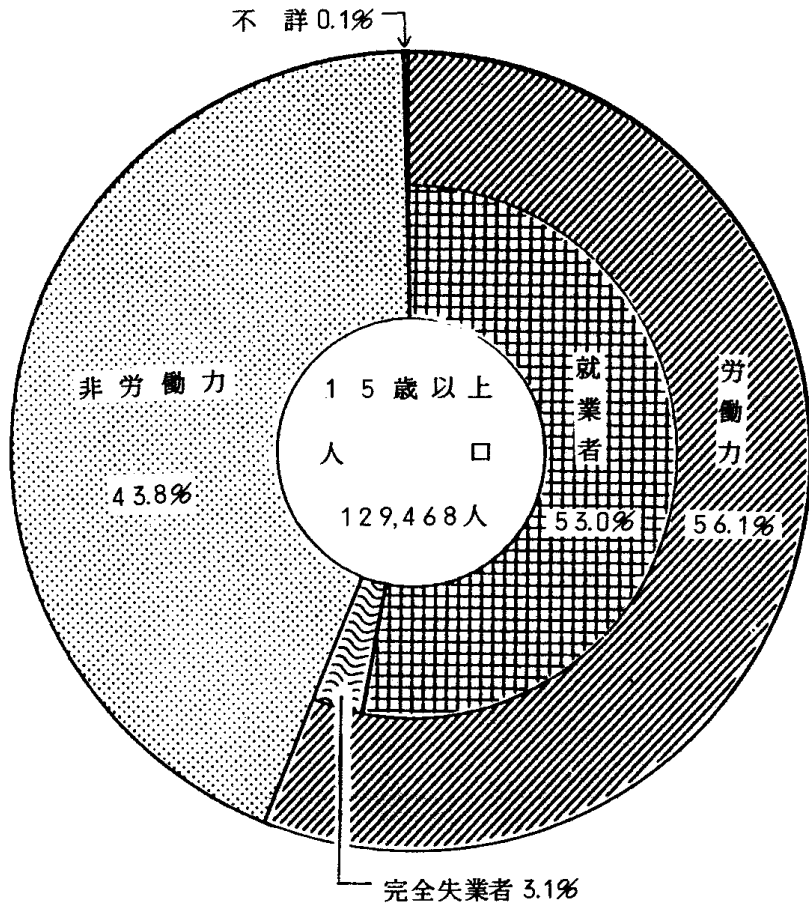 不詳 0.1%
非労働力
43.8%
15歳以上
人口
129,468人
就業者
53.0%
労働力
56.1%
完全失業者 3.1%